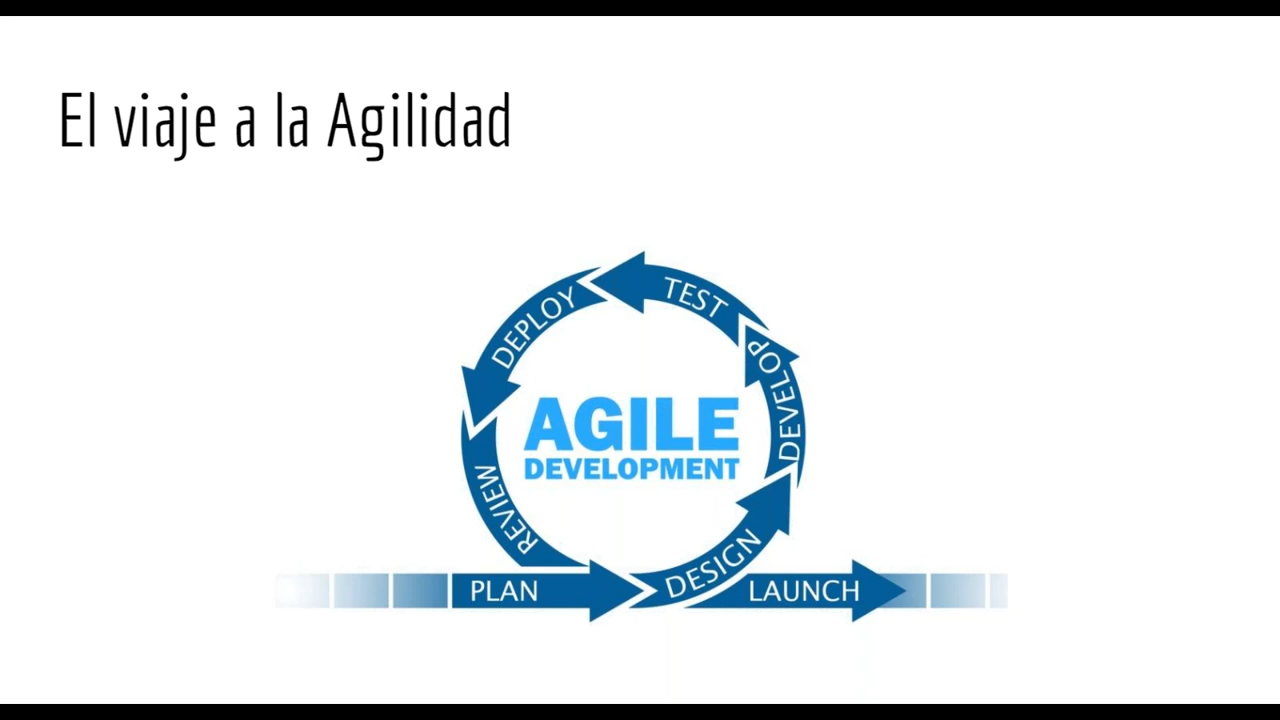 El viaje a la Agilidad
TEST
DEPLOY
DEVELOP
AGILE
DEVELOPMENT
REVIEW
DESIGN
PLAN
LAUNCH